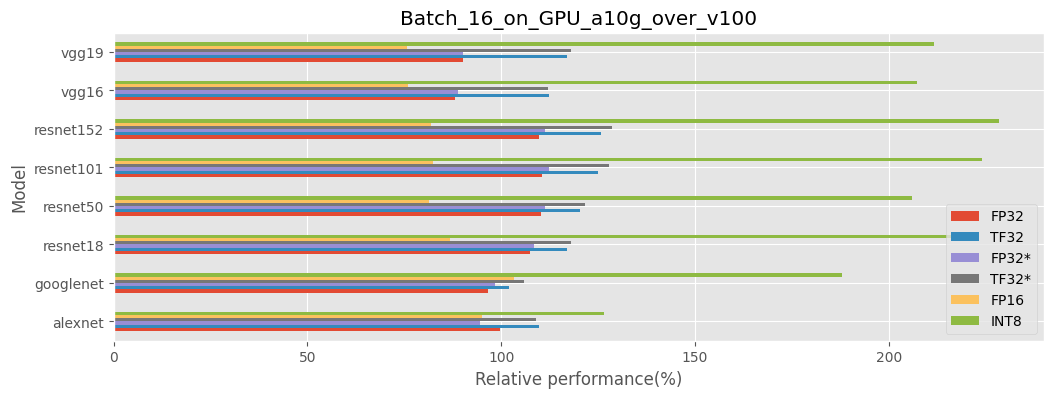 Batch_16_on_GPU_a10g_over_v100
Model
vgg19
vgg16
resnet152
resnet101
resnet50
resnet18
googlenet
alexnet
FP32
TF32
FP32*
TF32*
FP16
INT8
0 50 100 150 200
Relative performance(%)